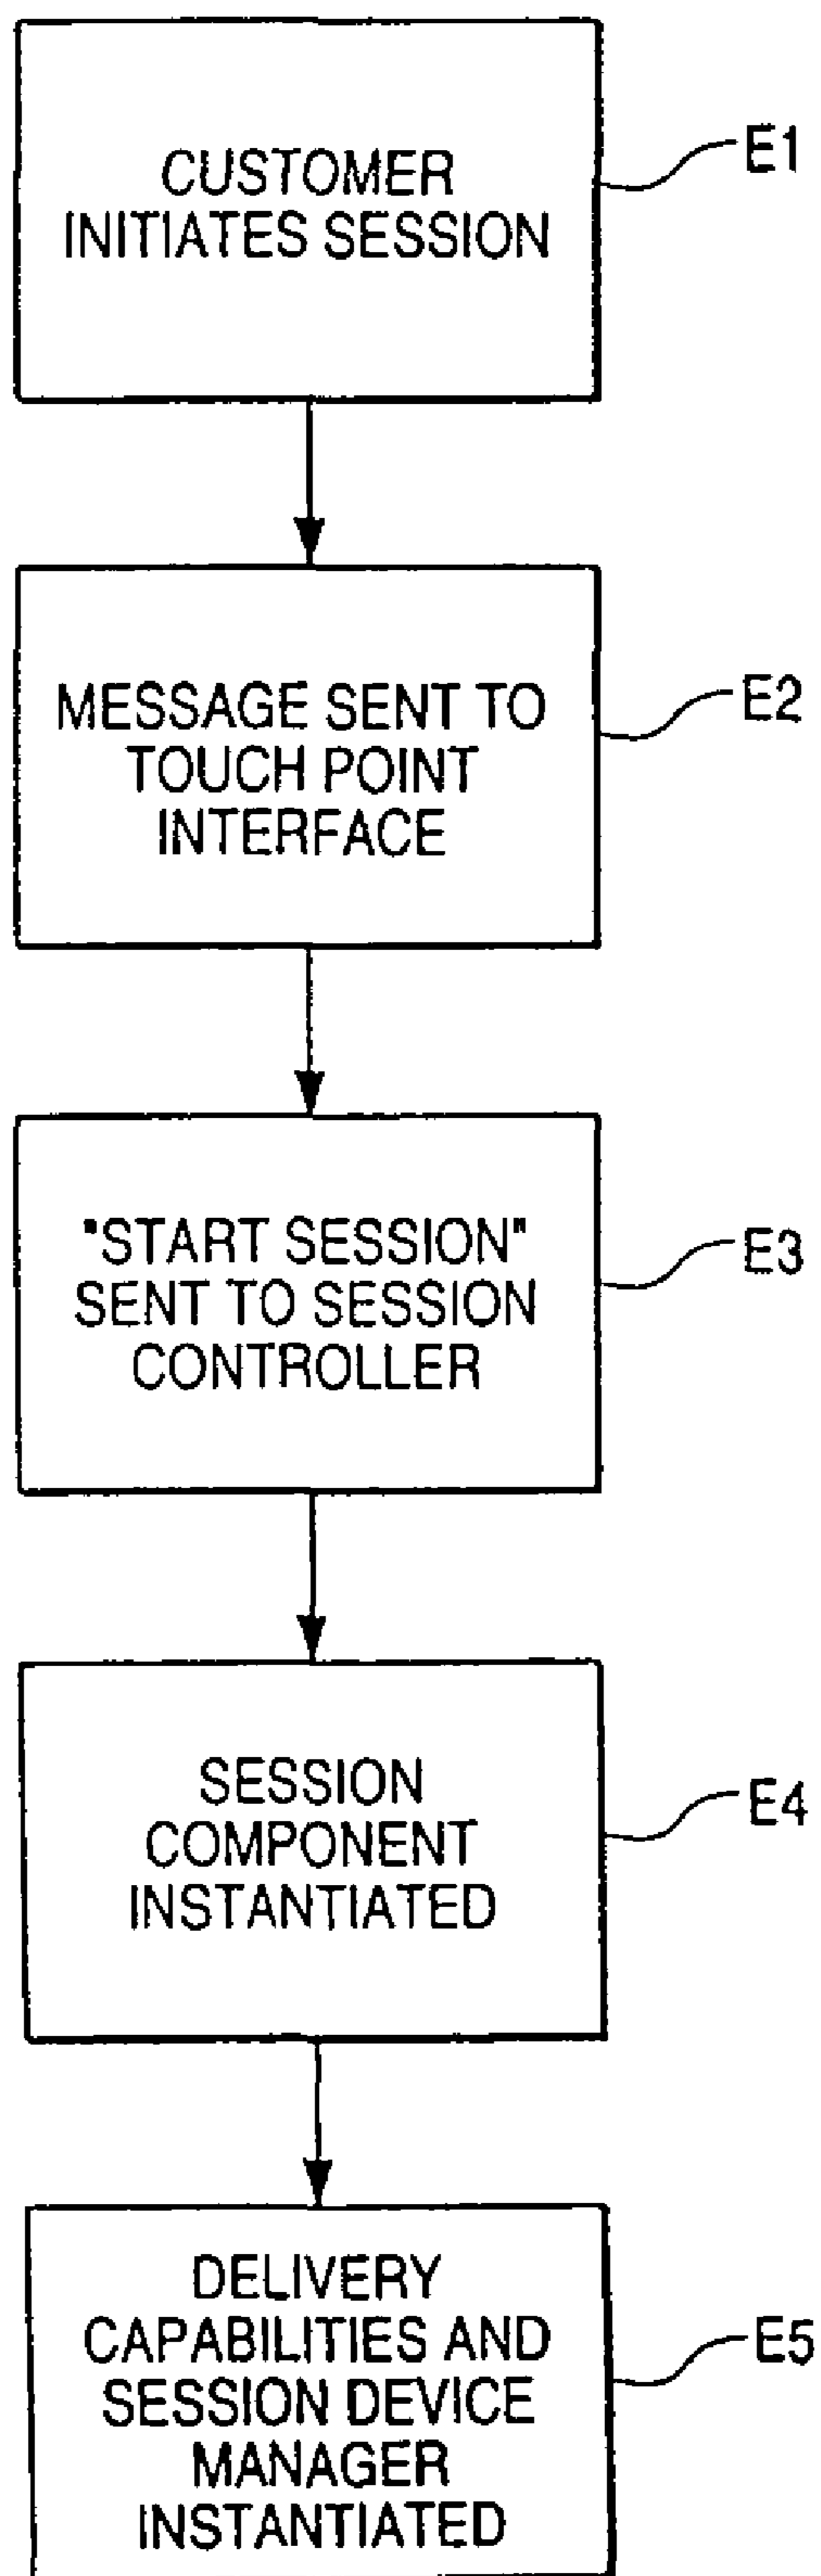 CUSTOMER
INITIATES SESSION
E1
MESSAGE SENT TO
TOUCH POINT
INTERFACE
E2
"START SESSION"
SENT TO SESSION
CONTROLLER
E3
SESSION
COMPONENT
INSTANTIATED
E4
DELIVERY
CAPABILITIES AND
SESSION DEVICE
MANAGER
INSTANTIATED
E5